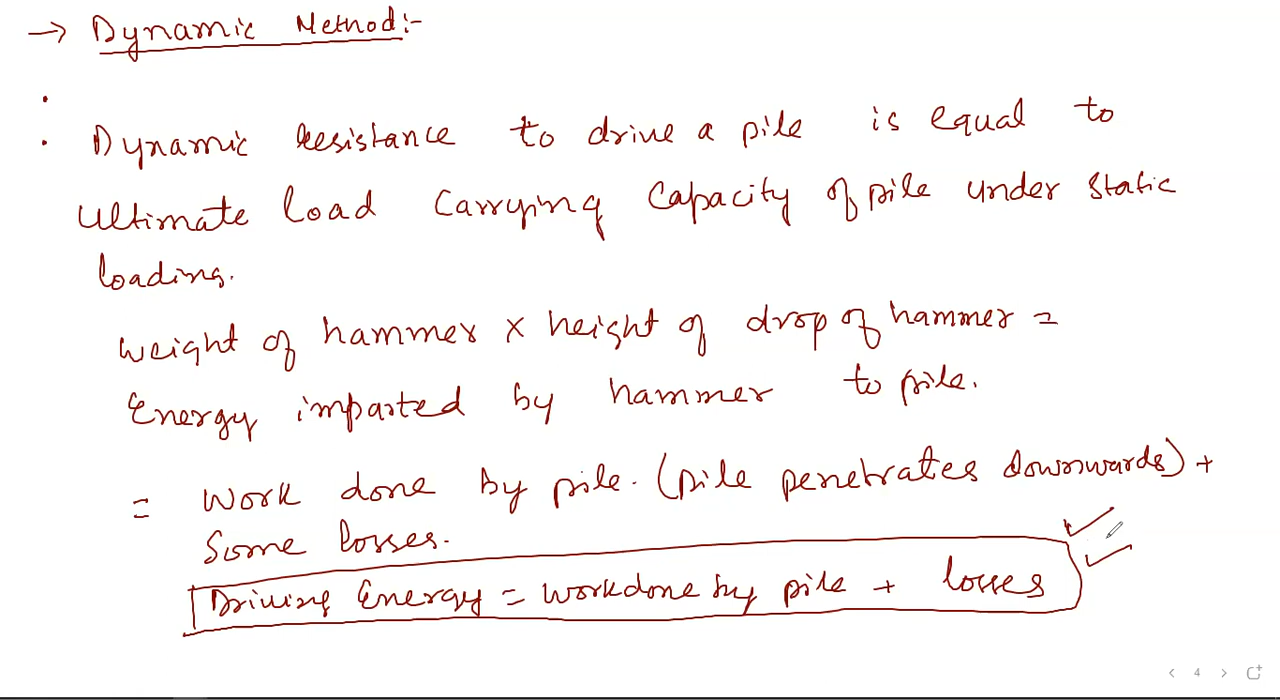 → Dynamic Method:-
.
. Dynamic Resistance to drive a pile is equal to
Ultimate Load Carrying Capacity of pile under static
loading.
Weight of hammer x height of drop of hammer =
Energy imparted by hammer to pile.
= Work done by pile. (pile penetrates downwards) +
Some losses.
Driving Energy = workdone by pile + losses
< 4 >